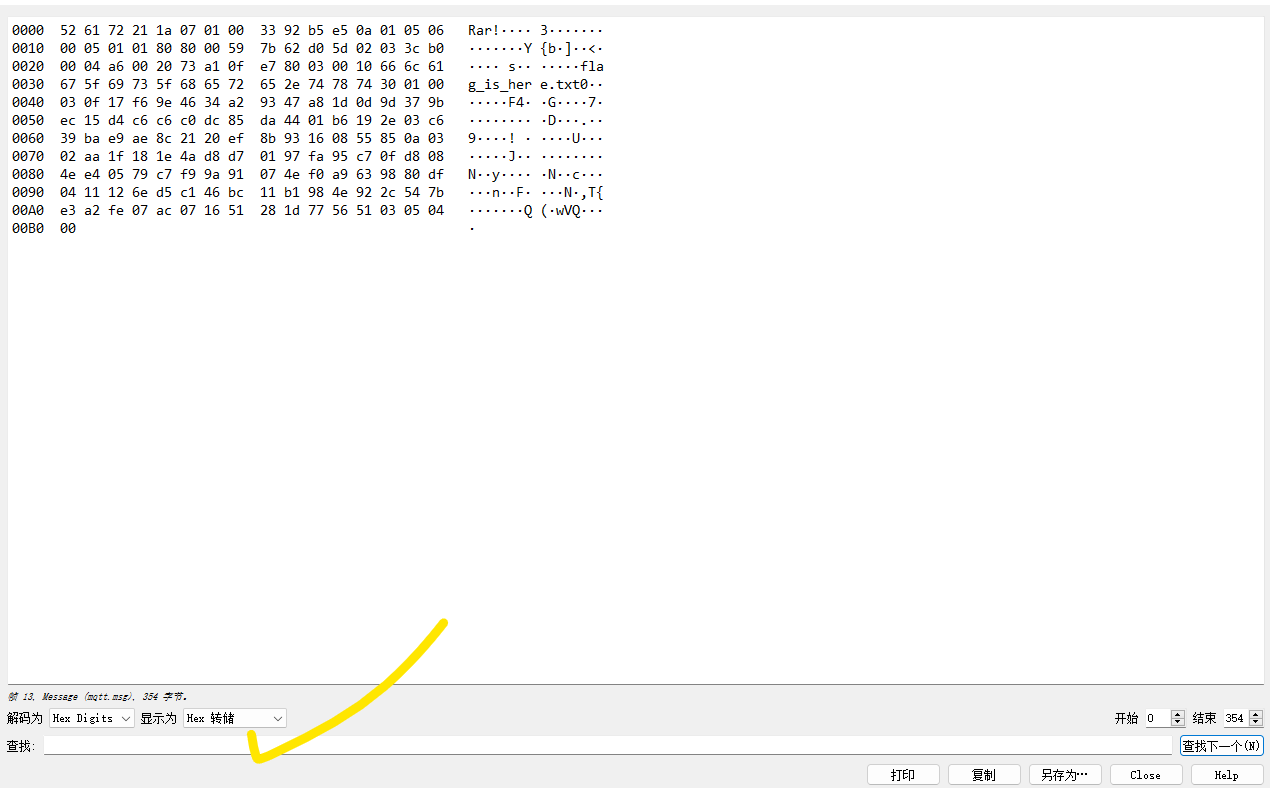 0000 52 61 72 21 1a 07 01 00 33 92 b5 e5 0a 01 05 06 Rar!···· 3·······
0010 00 05 01 01 80 80 00 59 7b 62 d0 5d 02 03 3c b0 ·······Y {b·]··<·
0020 00 04 a6 00 20 73 a1 0f e7 80 03 00 10 66 6c 61 ···· s·· ·····fla
0030 67 5f 69 73 5f 68 65 72 65 2e 74 78 74 30 01 00 g_is_her e.txt0··
0040 03 0f 17 f6 9e 46 34 a2 93 47 a8 1d 0d 9d 37 9b ·····F4· ·G····7·
0050 ec 15 d4 c6 c6 c0 dc 85 da 44 01 b6 19 2e 03 c6 ········ ·D···.··
0060 39 ba e9 ae 8c 21 20 ef 8b 93 16 08 55 85 0a 03 9····! · ····U···
0070 02 aa 1f 18 1e 4a d8 d7 01 97 fa 95 c7 0f d8 08 ·····J·· ········
0080 4e e4 05 79 c7 f9 9a 91 07 4e f0 a9 63 98 80 df N··y···· ·N··c···
0090 04 11 12 6e d5 c1 46 bc 11 b1 98 4e 92 2c 54 7b ···n··F· ···N·,T{
00A0 e3 a2 fe 07 ac 07 16 51 28 1d 77 56 51 03 05 04 ·······Q (·wVQ···
00B0 00 ·
帧 13, Message (mqtt.msg), 354 字节.
解码为 Hex Digits 显示为 Hex 转储 开始 0 结束 354
查找: 查找下一个(N)
打印 复制 另存为… Close Help